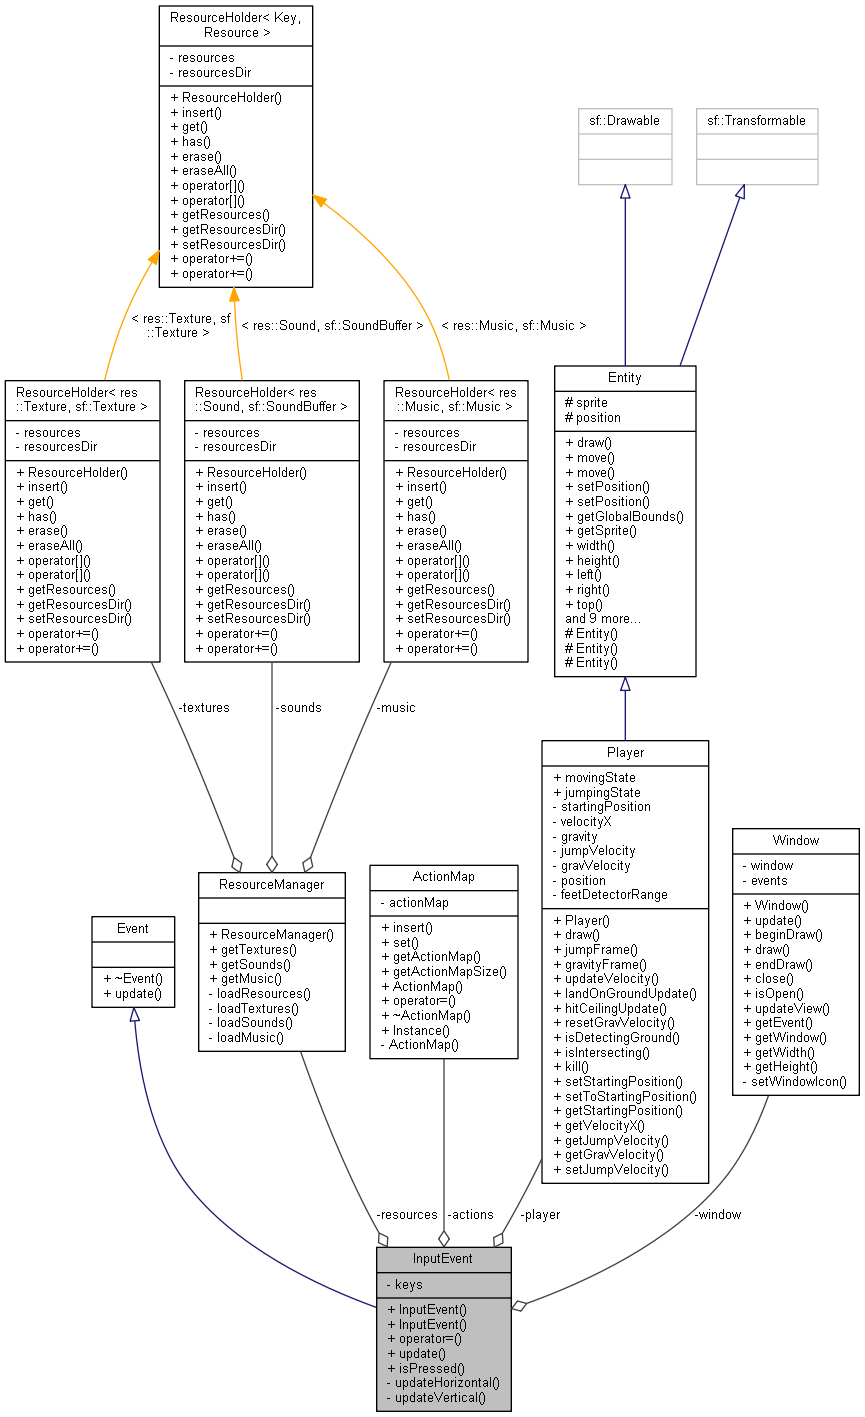 ResourceHolder< Key,
Resource >
- resources
- resourcesDir
+ ResourceHolder()
+ insert()
+ get()
+ has()
+ erase()
+ eraseAll()
+ operator[]()
+ operator[]()
+ getResources()
+ getResourcesDir()
+ setResourcesDir()
+ operator+=()
+ operator+=()
sf::Drawable
sf::Transformable
< res::Texture, sf
::Texture >
< res::Sound, sf::SoundBuffer >
< res::Music, sf::Music >
ResourceHolder< res
::Texture, sf::Texture >
- resources
- resourcesDir
+ ResourceHolder()
+ insert()
+ get()
+ has()
+ erase()
+ eraseAll()
+ operator[]()
+ operator[]()
+ getResources()
+ getResourcesDir()
+ setResourcesDir()
+ operator+=()
+ operator+=()
ResourceHolder< res
::Sound, sf::SoundBuffer >
- resources
- resourcesDir
+ ResourceHolder()
+ insert()
+ get()
+ has()
+ erase()
+ eraseAll()
+ operator[]()
+ operator[]()
+ getResources()
+ getResourcesDir()
+ setResourcesDir()
+ operator+=()
+ operator+=()
ResourceHolder< res
::Music, sf::Music >
- resources
- resourcesDir
+ ResourceHolder()
+ insert()
+ get()
+ has()
+ erase()
+ eraseAll()
+ operator[]()
+ operator[]()
+ getResources()
+ getResourcesDir()
+ setResourcesDir()
+ operator+=()
+ operator+=()
Entity
# sprite
# position
+ draw()
+ move()
+ move()
+ setPosition()
+ setPosition()
+ getGlobalBounds()
+ getSprite()
+ width()
+ height()
+ left()
+ right()
+ top()
and 9 more...
# Entity()
# Entity()
# Entity()
-textures
-sounds
-music
Player
+ movingState
+ jumpingState
- startingPosition
- velocityX
- gravity
- jumpVelocity
- gravVelocity
- position
- feetDetectorRange
+ Player()
+ draw()
+ jumpFrame()
+ gravityFrame()
+ updateVelocity()
+ landOnGroundUpdate()
+ hitCeilingUpdate()
+ resetGravVelocity()
+ isDetectingGround()
+ isIntersecting()
+ kill()
+ setStartingPosition()
+ setToStartingPosition()
+ getStartingPosition()
+ getVelocityX()
+ getJumpVelocity()
+ getGravVelocity()
+ setJumpVelocity()
Window
- window
- events
+ Window()
+ update()
+ beginDraw()
+ draw()
+ endDraw()
+ close()
+ isOpen()
+ updateView()
+ getEvent()
+ getWindow()
+ getWidth()
+ getHeight()
- setWindowIcon()
ActionMap
- actionMap
+ insert()
+ set()
+ getActionMap()
+ getActionMapSize()
+ ActionMap()
+ operator=()
+ ~ActionMap()
+ Instance()
- ActionMap()
ResourceManager
+ ResourceManager()
+ getTextures()
+ getSounds()
+ getMusic()
- loadResources()
- loadTextures()
- loadSounds()
- loadMusic()
Event
+ ~Event()
+ update()
-resources
-actions
-player
-window
InputEvent
- keys
+ InputEvent()
+ InputEvent()
+ operator=()
+ update()
+ isPressed()
- updateHorizontal()
- updateVertical()